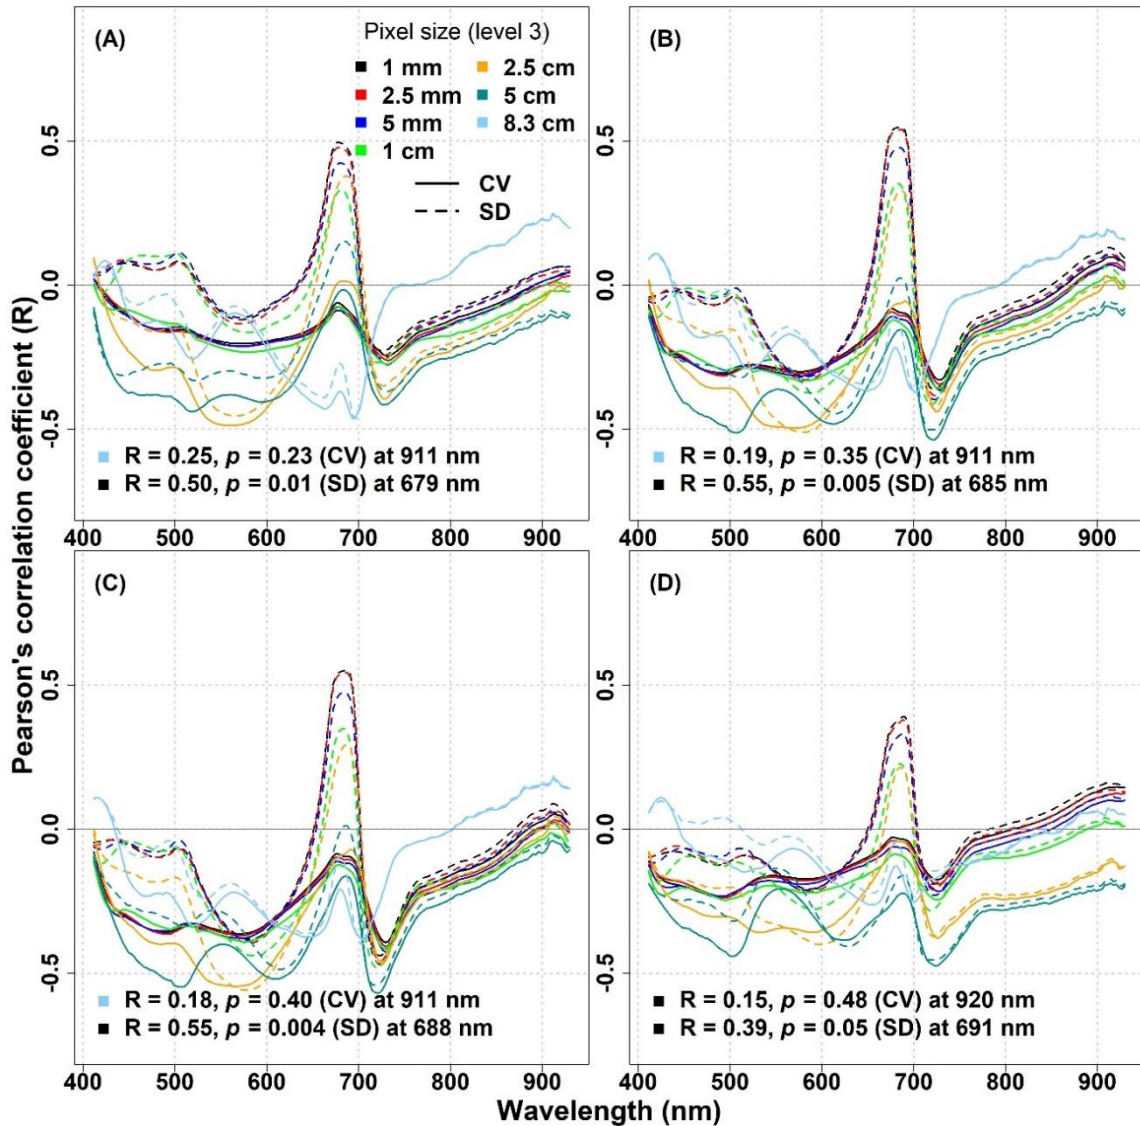 Pearson's correlation coefficient (R)
(A)
Pixel size (level 3)
1 mm
2.5 mm
5 mm
1 cm
2.5 cm
5 cm
8.3 cm
CV
SD
0.5
0.0
-0.5
R = 0.25, p = 0.23 (CV) at 911 nm
R = 0.50, p = 0.01 (SD) at 679 nm
400 500 600 700 800 900
(B)
0.5
0.0
-0.5
R = 0.19, p = 0.35 (CV) at 911 nm
R = 0.55, p = 0.005 (SD) at 685 nm
400 500 600 700 800 900
(C)
0.5
0.0
-0.5
R = 0.18, p = 0.40 (CV) at 911 nm
R = 0.55, p = 0.004 (SD) at 688 nm
400 500 600 700 800 900
(D)
0.5
0.0
-0.5
R = 0.15, p = 0.48 (CV) at 920 nm
R = 0.39, p = 0.05 (SD) at 691 nm
400 500 600 700 800 900
Wavelength (nm)